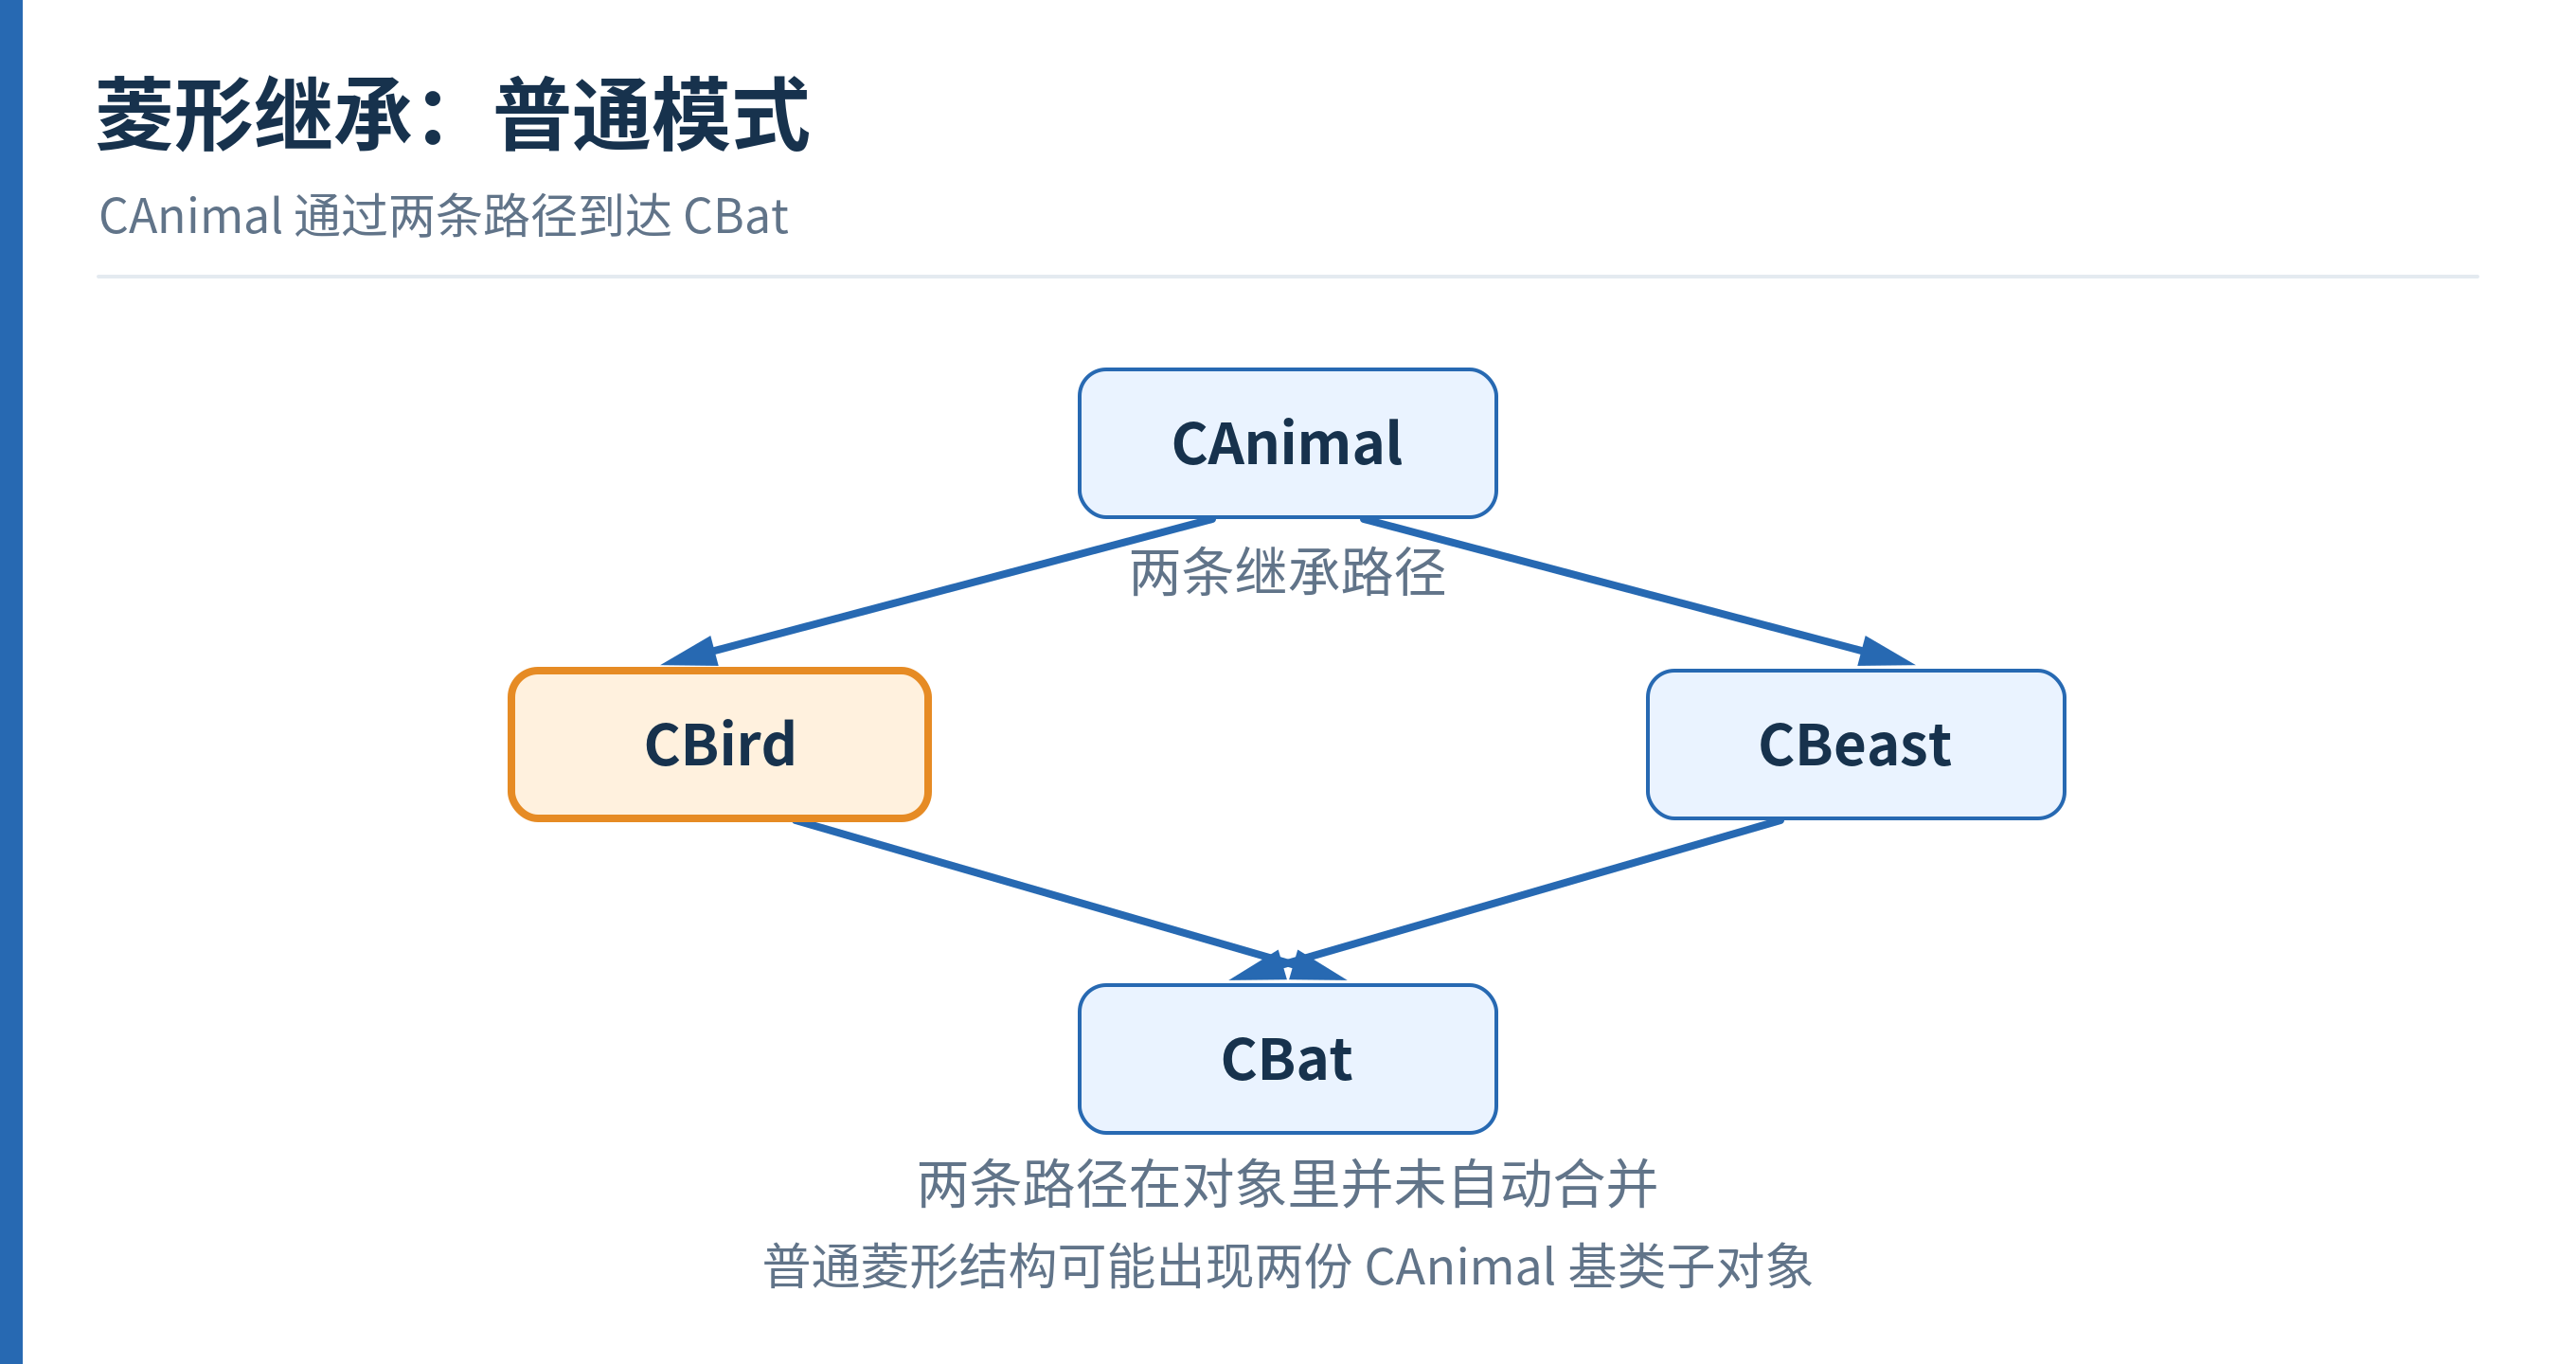 菱形继承：普通模式
CAnimal 通过两条路径到达 CBat
CAnimal
两条继承路径
CBird
CBeast
CBat
两条路径在对象里并未自动合并
普通菱形结构可能出现两份 CAnimal 基类子对象